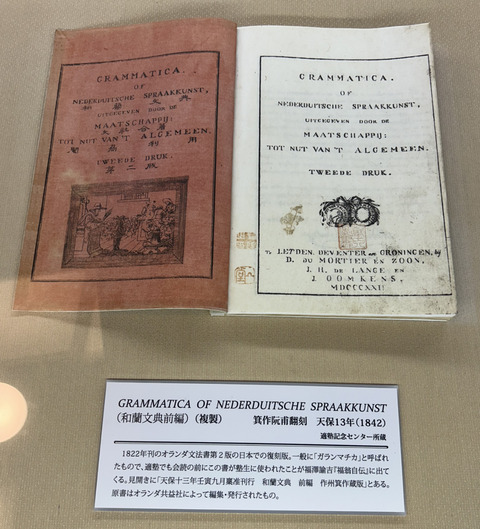 GRAMMATICA.
OF
NEDERDUITSCHE SPRAAKKUNST,
和蘭文典
UITGEGEVEN DOOR DE
MAATSCHAPPIJ:
TOT NUT VAN'T ALGEMEEN.
TWEEDE DRUK.
第二版
GRAMMATICA.
OF
NEDERDUITSCHE SPRAAKKUNST,
UITGEGEVEN DOOR DE
MAATSCHAPPIJ:
TOT NUT VAN'T ALGEMEEN.
TWEEDE DRUK.
LEYDEN, DEVENTER en GRONINGEN, bij
D. DU MORTIER EN ZOON,
J. H. DE LANGE EN
J. OOMKENS,
MDCCCXXII
GRAMMATICA OF NEDERDUITSCHE SPRAAKKUNST
(和蘭文典前編)(複製) 箕作阮甫翻刻 天保13年(1842)
適塾記念センター所蔵
1822年刊のオランダ文法書第2版の日本での復刻版。一般に「ガランマチカ」と呼ばれ
たもので、適塾でも会読の前にこの書が塾生に使われたことが福澤諭吉『福翁自伝』に出て
くる。見開きに「天保十三年壬寅九月稟准刊行 和蘭文典 前編 作州箕作蔵版」とある。
原書はオランダ共益社によって編集・発行されたもの。